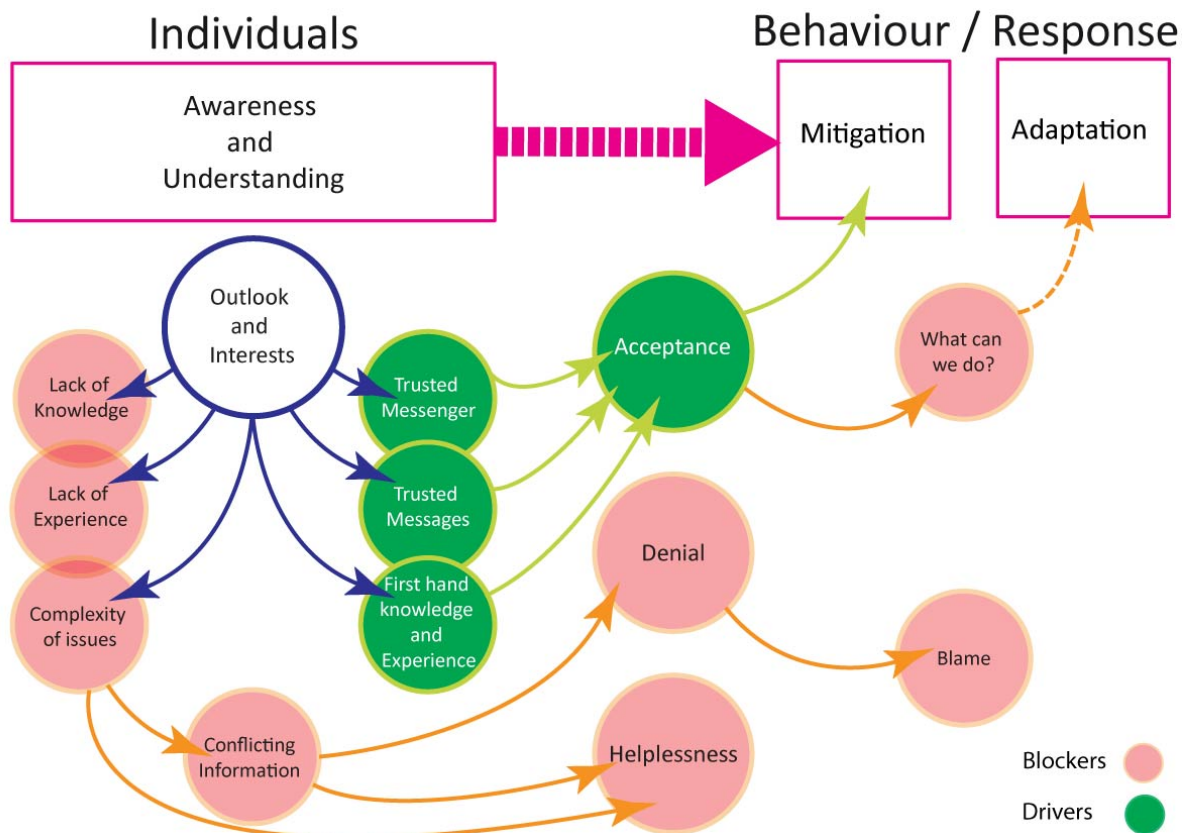 Individuals
Behaviour / Response
Awareness
and
Understanding
Mitigation
Adaptation
Outlook
and
Interests
Lack of
Knowledge
Trusted
Messenger
Acceptance
What can
we do?
Lack of
Experience
Trusted
Messages
Denial
Complexity
of issues
First hand
knowledge
and
Experience
Blame
Conflicting
Information
Helplessness
Blockers
Drivers